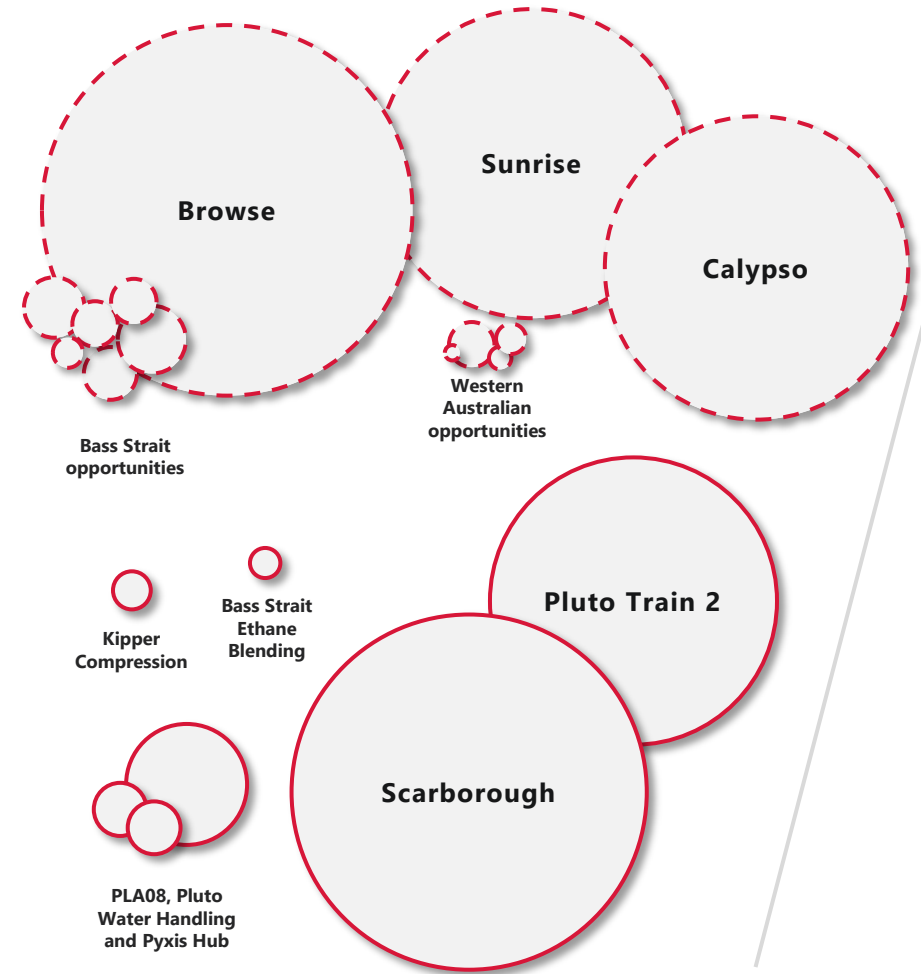 Browse
Sunrise
Calypso
Bass Strait
opportunities
Western
Australian
opportunities
Kipper
Compression
Bass Strait
Ethane
Blending
Pluto Train 2
Scarborough
PLA08, Pluto
Water Handling
and Pyxis Hub